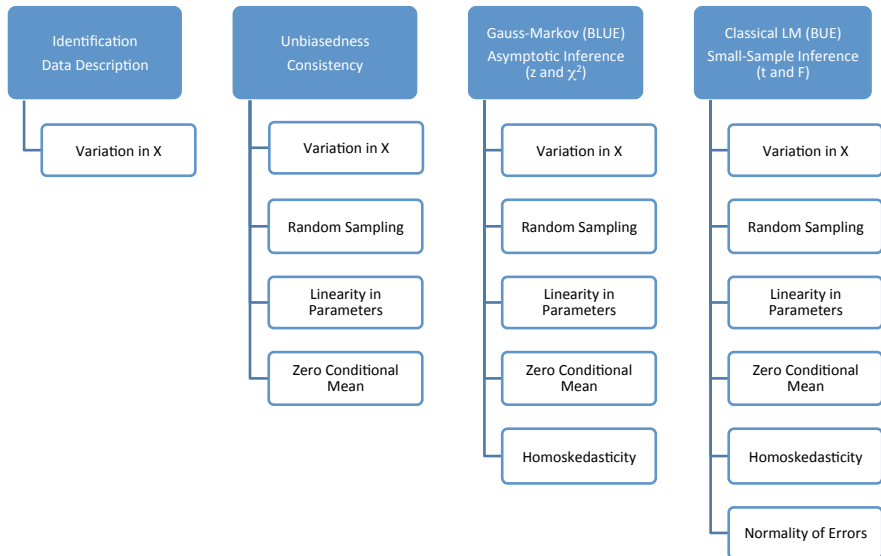 Identification
Data Description
Variation in X
Unbiasedness
Consistency
Variation in X
Random Sampling
Linearity in
Parameters
Zero Conditional
Mean
Gauss-Markov (BLUE)
Asymptotic Inference
(z and χ²)
Variation in X
Random Sampling
Linearity in
Parameters
Zero Conditional
Mean
Homoskedasticity
Classical LM (BUE)
Small-Sample Inference
(t and F)
Variation in X
Random Sampling
Linearity in
Parameters
Zero Conditional
Mean
Homoskedasticity
Normality of Errors